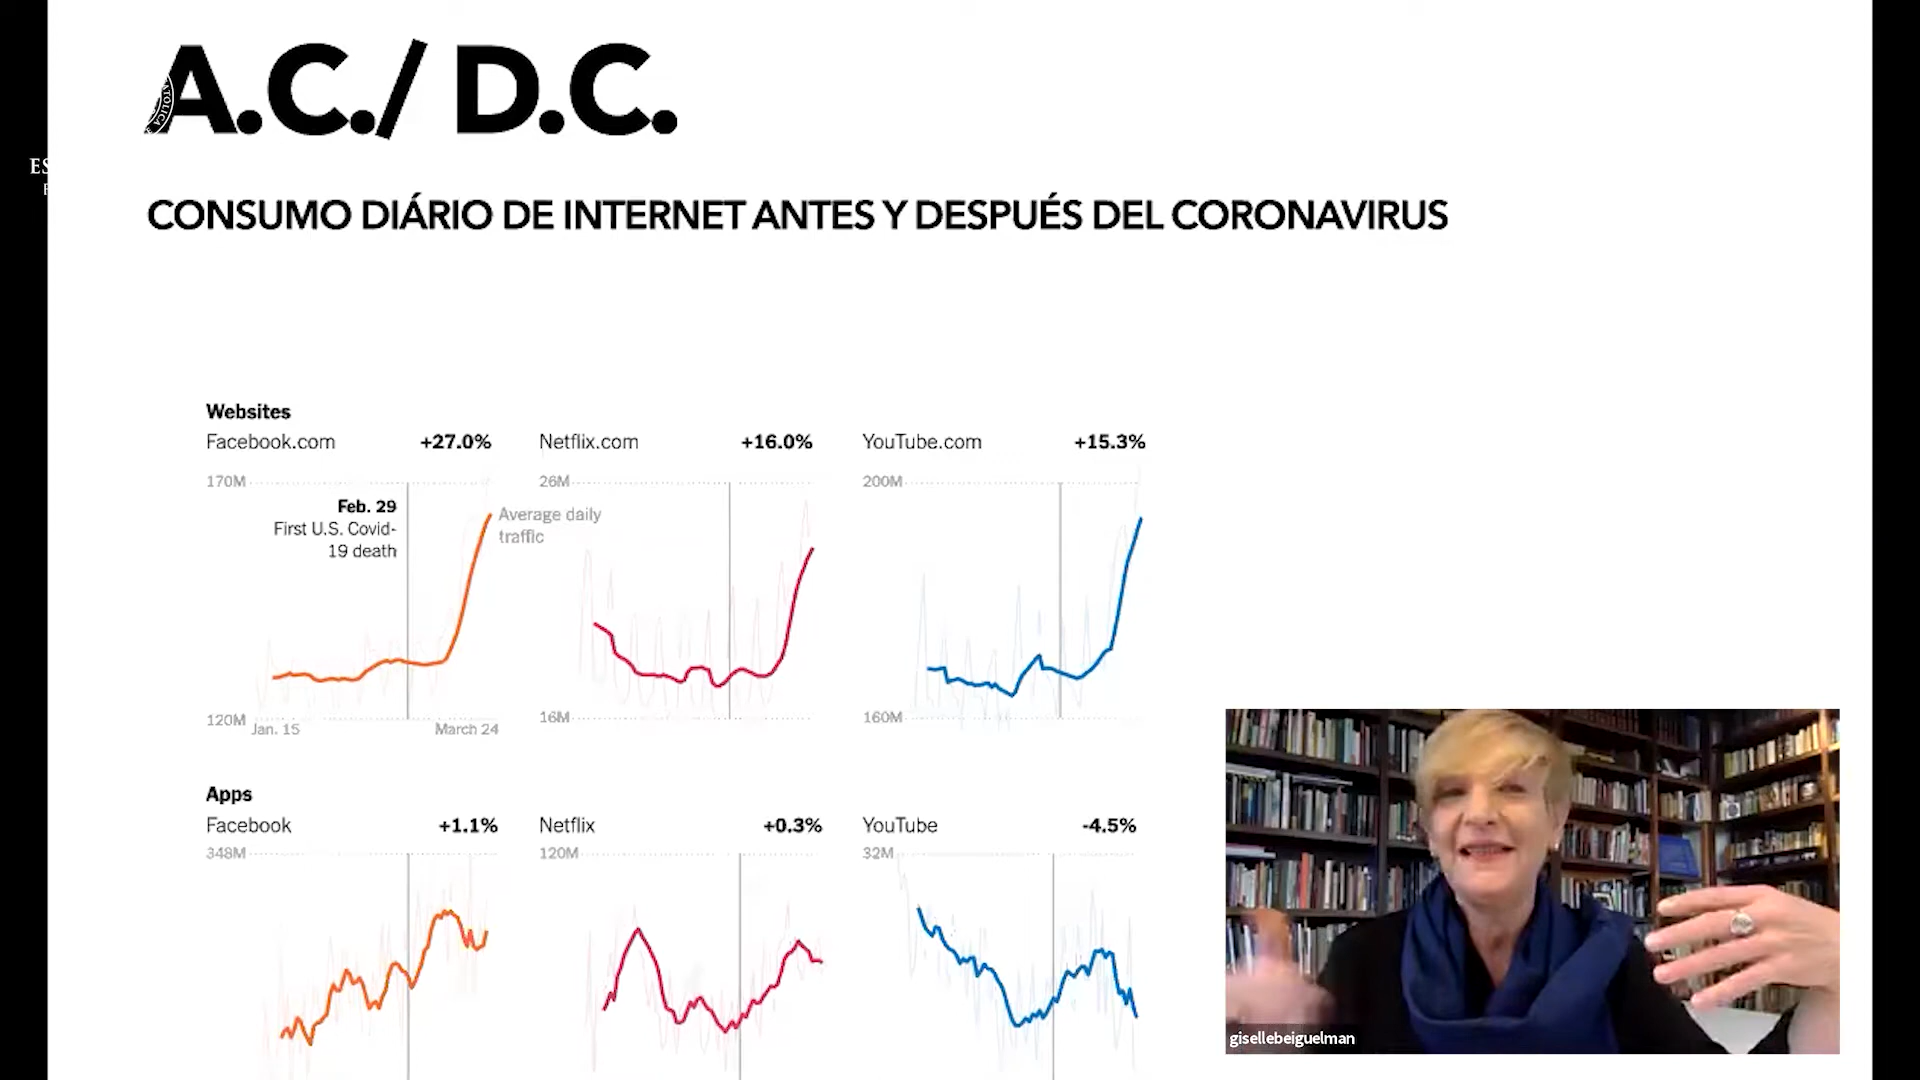 A.C./ D.C.
CONSUMO DIÁRIO DE INTERNET ANTES Y DESPUÉS DEL CORONAVIRUS
Websites
Facebook.com +27.0%
Netflix.com +16.0%
YouTube.com +15.3%
170M
26M
200M
Feb. 29
First U.S. Covid-
19 death
Average daily
traffic
120M
16M
160M
Jan. 15
March 24
Apps
Facebook +1.1%
Netflix +0.3%
YouTube -4.5%
348M
120M
32M
gisellebeiguelman